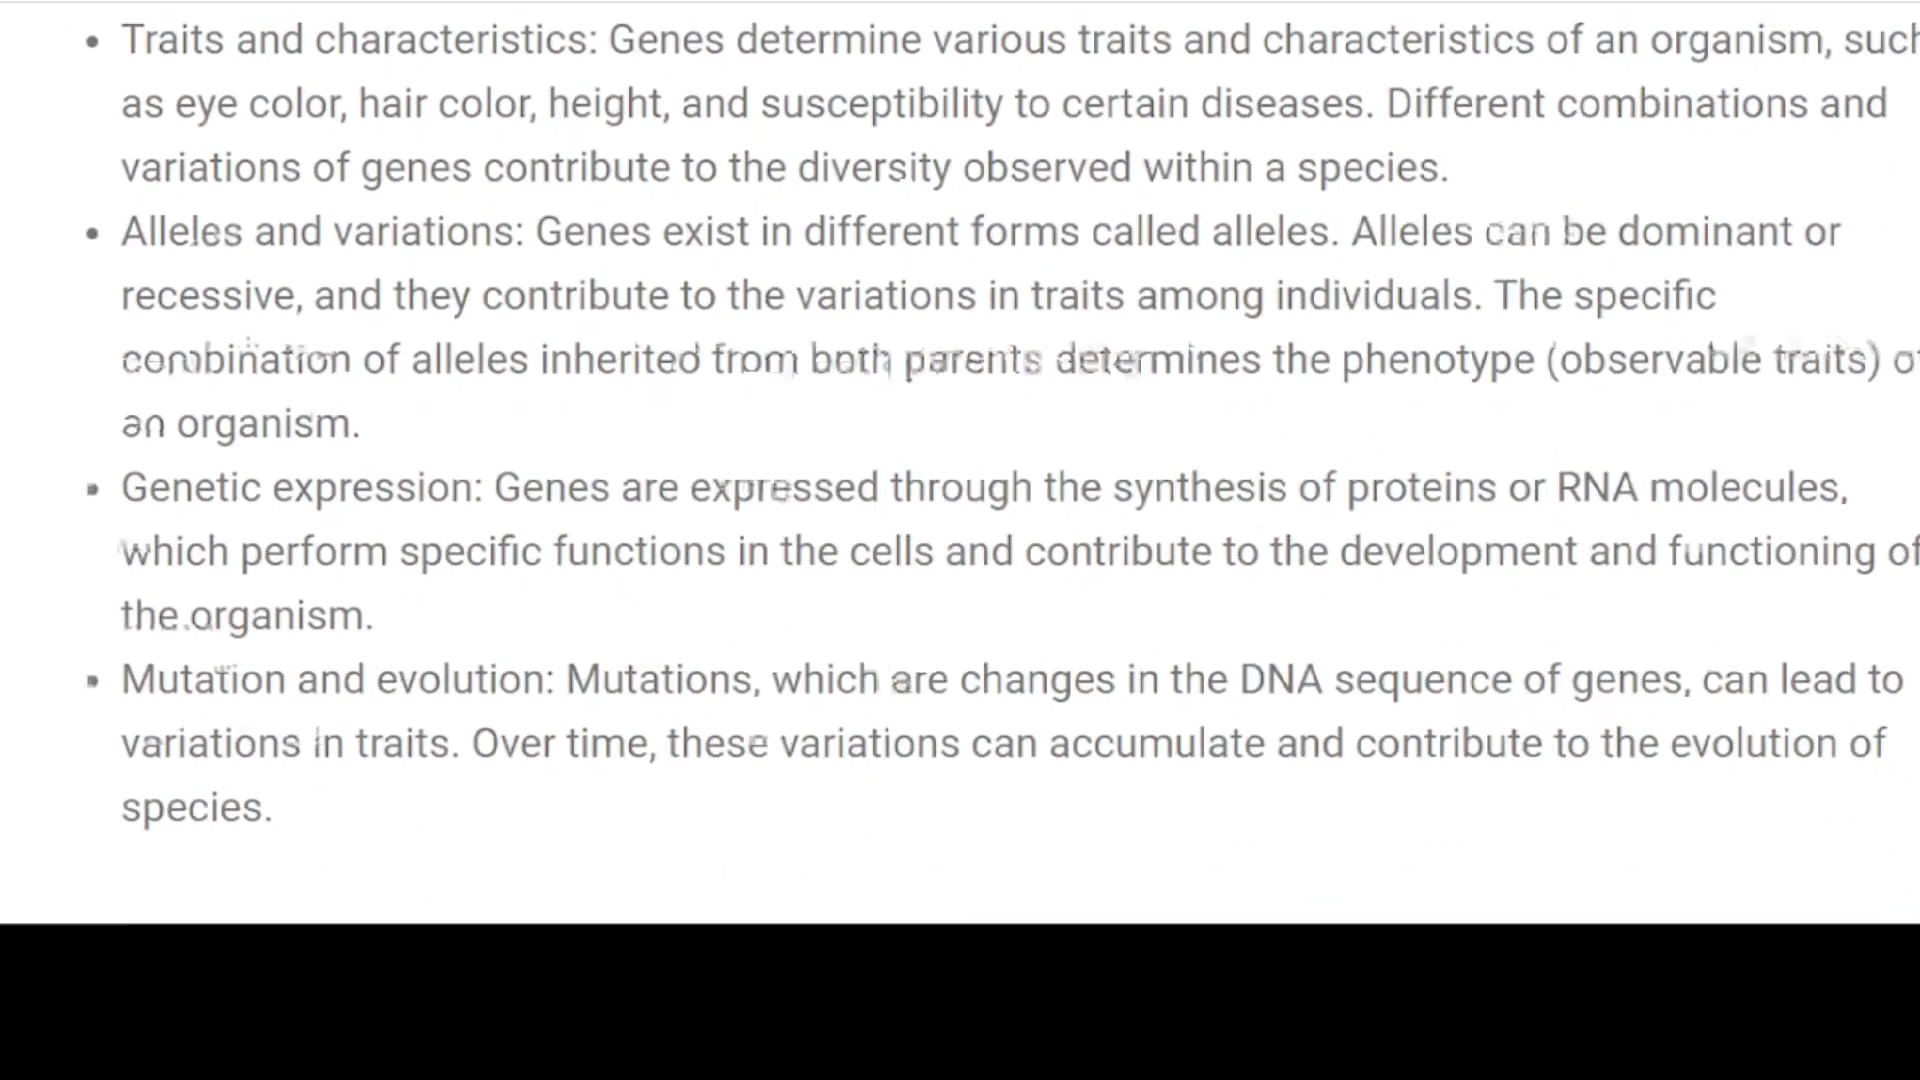 • Traits and characteristics: Genes determine various traits and characteristics of an organism, such
as eye color, hair color, height, and susceptibility to certain diseases. Different combinations and
variations of genes contribute to the diversity observed within a species.
• Alleles and variations: Genes exist in different forms called alleles. Alleles can be dominant or
recessive, and they contribute to the variations in traits among individuals. The specific
combination of alleles inherited from both parents determines the phenotype (observable traits) of
an organism.
• Genetic expression: Genes are expressed through the synthesis of proteins or RNA molecules,
which perform specific functions in the cells and contribute to the development and functioning of
the organism.
• Mutation and evolution: Mutations, which are changes in the DNA sequence of genes, can lead to
variations in traits. Over time, these variations can accumulate and contribute to the evolution of
species.